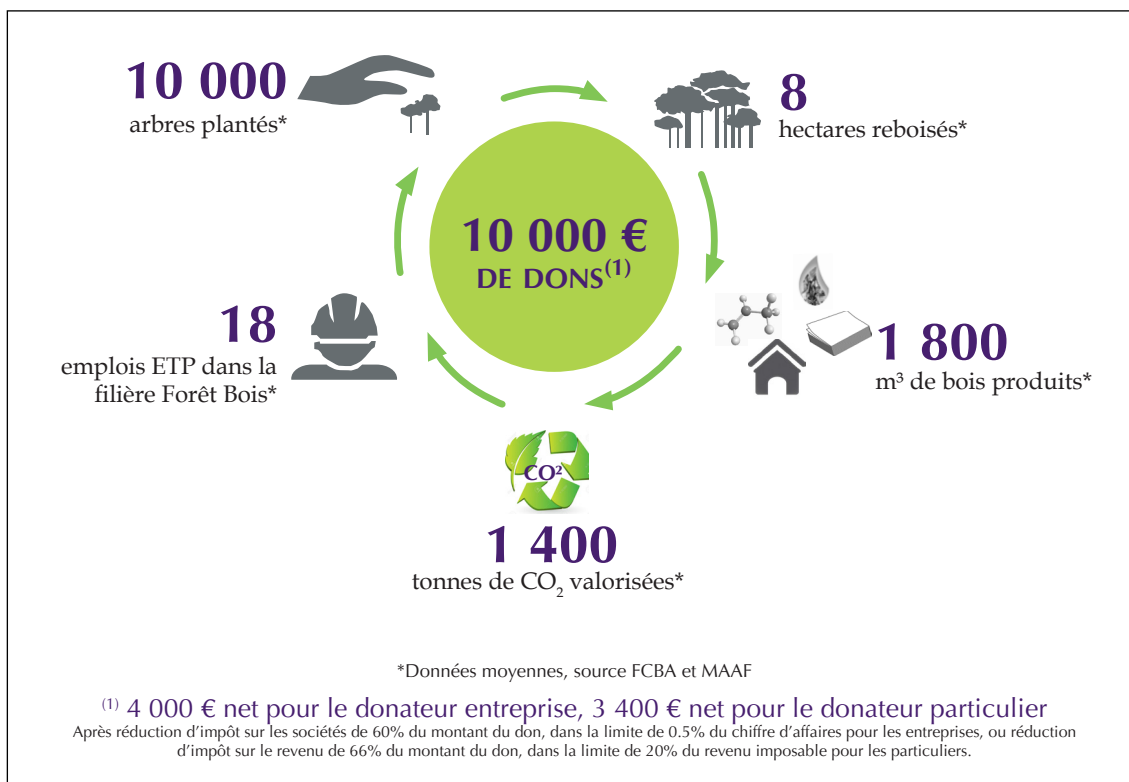 10 000
arbres plantés*
8
hectares reboisés*
10 000 €
DE DONS(1)
1 800
m³ de bois produits*
18
emplois ETP dans la
filière Forêt Bois*
CO²
1 400
tonnes de CO₂ valorisées*
*Données moyennes, source FCBA et MAAF
(1) 4 000 € net pour le donateur entreprise, 3 400 € net pour le donateur particulier
Après réduction d'impôt sur les sociétés de 60% du montant du don, dans la limite de 0.5% du chiffre d'affaires pour les entreprises, ou réduction
d'impôt sur le revenu de 66% du montant du don, dans la limite de 20% du revenu imposable pour les particuliers.